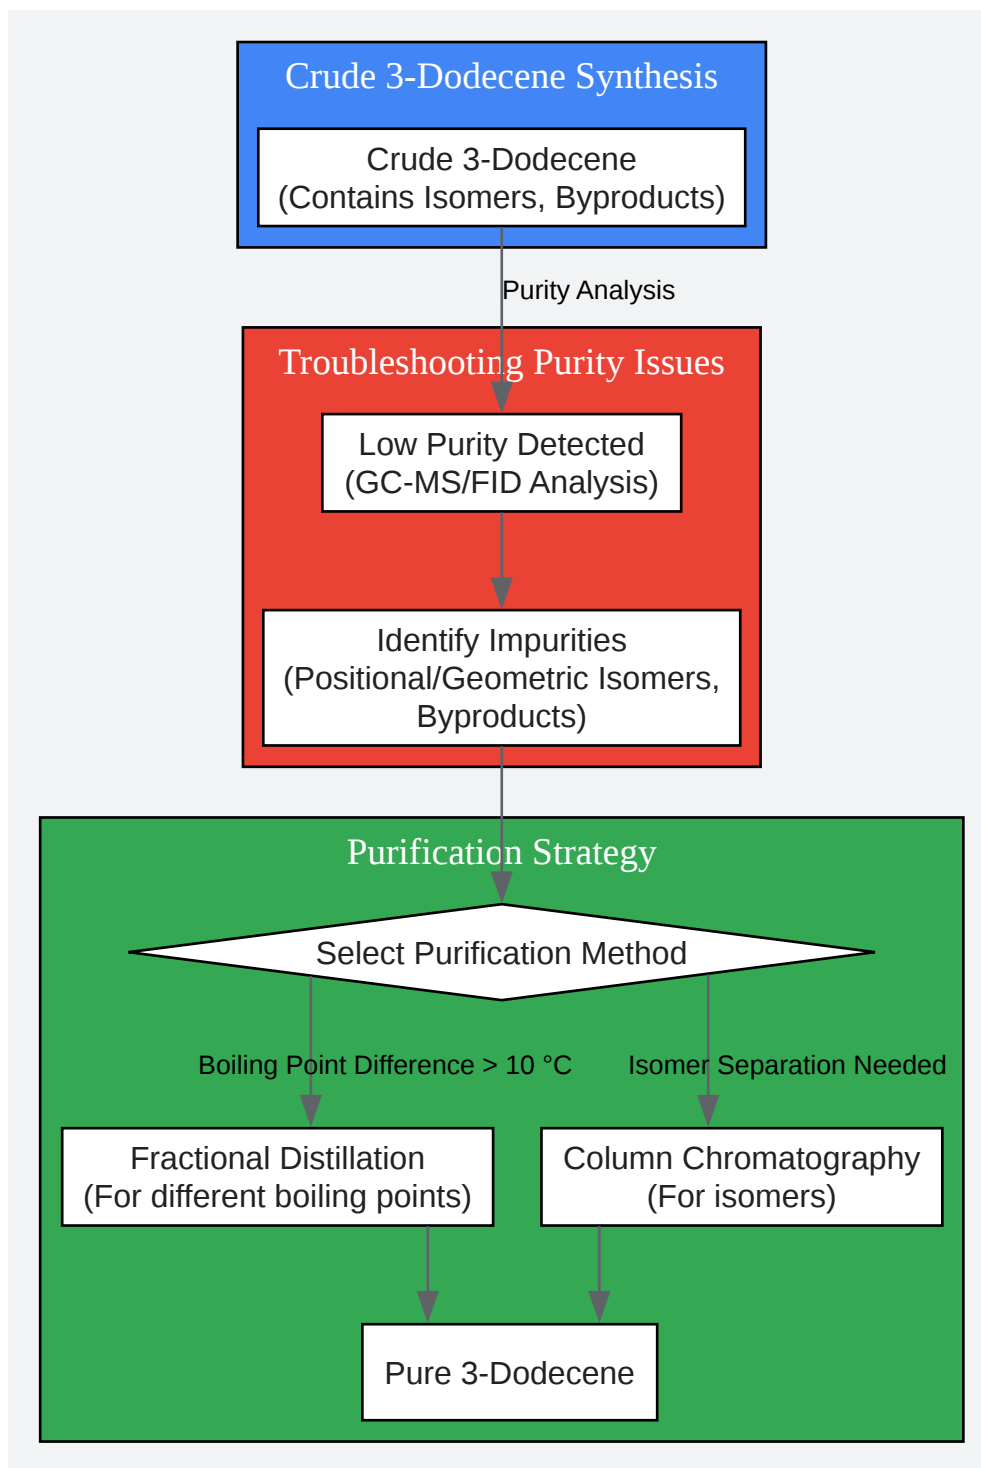 Crude 3-Dodecene Synthesis
Crude 3-Dodecene
(Contains Isomers, Byproducts)
Purity Analysis
Troubleshooting Purity Issues
Low Purity Detected
(GC-MS/FID Analysis)
Identify Impurities
(Positional/Geometric Isomers,
Byproducts)
Purification Strategy
Select Purification Method
Boiling Point Difference > 10 °C
Isomer Separation Needed
Fractional Distillation
(For different boiling points)
Column Chromatography
(For isomers)
Pure 3-Dodecene